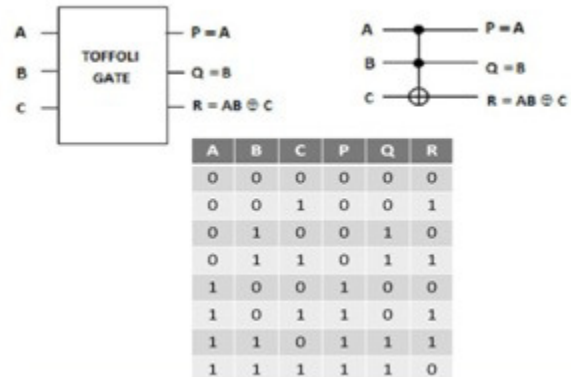 A
B
C
TOFFOLI
GATE
P = A
Q = B
R = AB ⊕ C
A
B
C
P = A
Q = B
R = AB ⊕ C
A B C P Q R
0 0 0 0 0 0
0 0 1 0 0 1
0 1 0 0 1 0
0 1 1 0 1 1
1 0 0 1 0 0
1 0 1 1 0 1
1 1 0 1 1 1
1 1 1 1 1 0